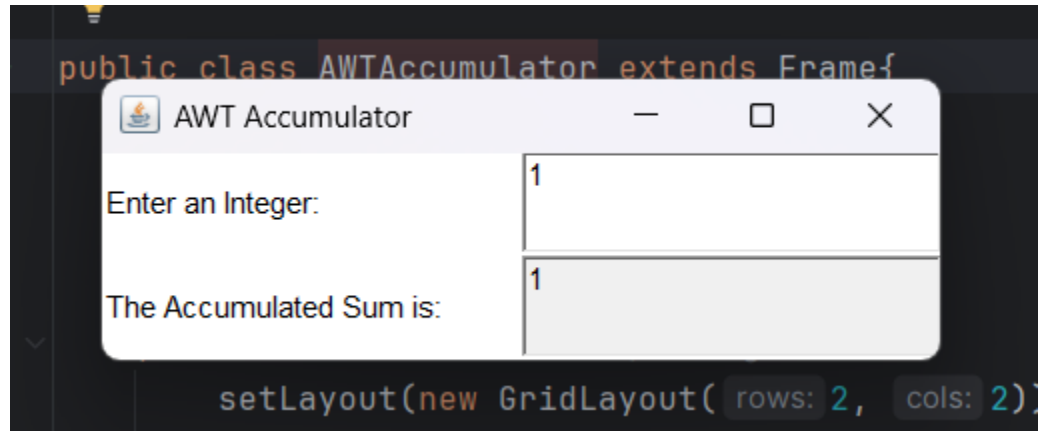 public class AWTAccumulator extends Frame{
AWT Accumulator
Enter an Integer: 1
The Accumulated Sum is: 1
setLayout(new GridLayout( rows: 2, cols: 2))